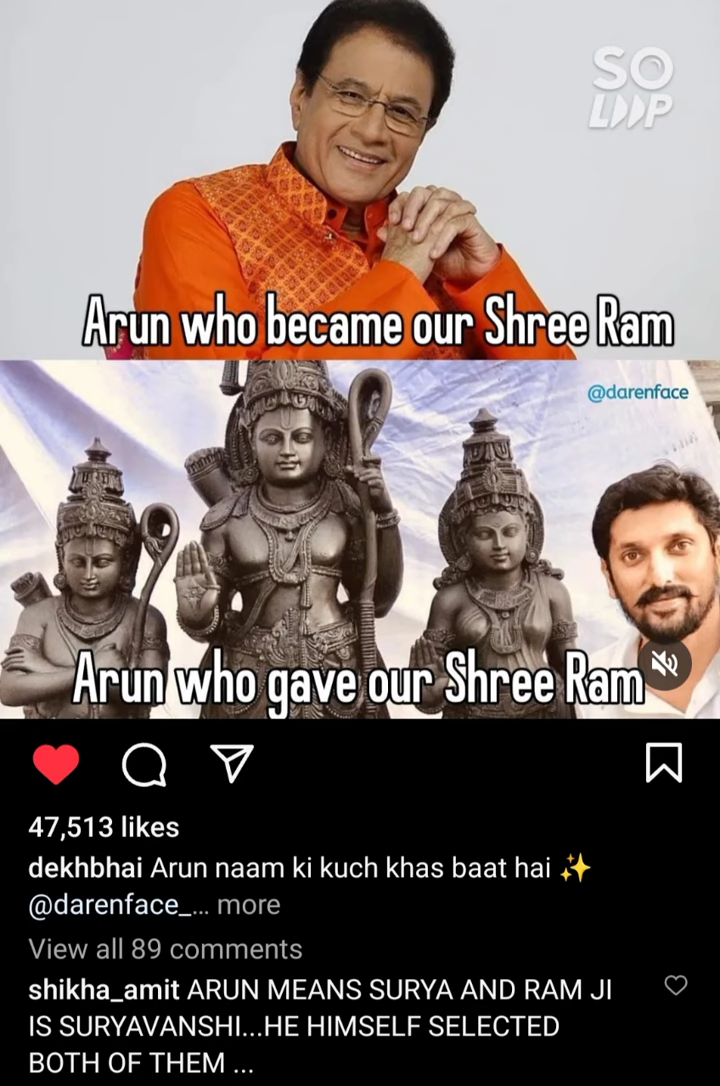 SO
LOOP
Arun who became our Shree Ram
@darenface
Arun who gave our Shree Ram
47,513 likes
dekhbhai Arun naam ki kuch khas baat hai ✨
@darenface_... more
View all 89 comments
shikha_amit ARUN MEANS SURYA AND RAM JI
IS SURYAVANSHI...HE HIMSELF SELECTED
BOTH OF THEM ...